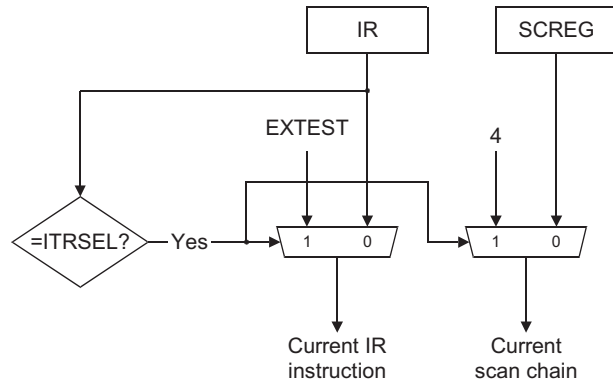 IR
SCREG
EXTEST
4
=ITRSEL?
Yes
1 0
1 0
Current IR
instruction
Current
scan chain